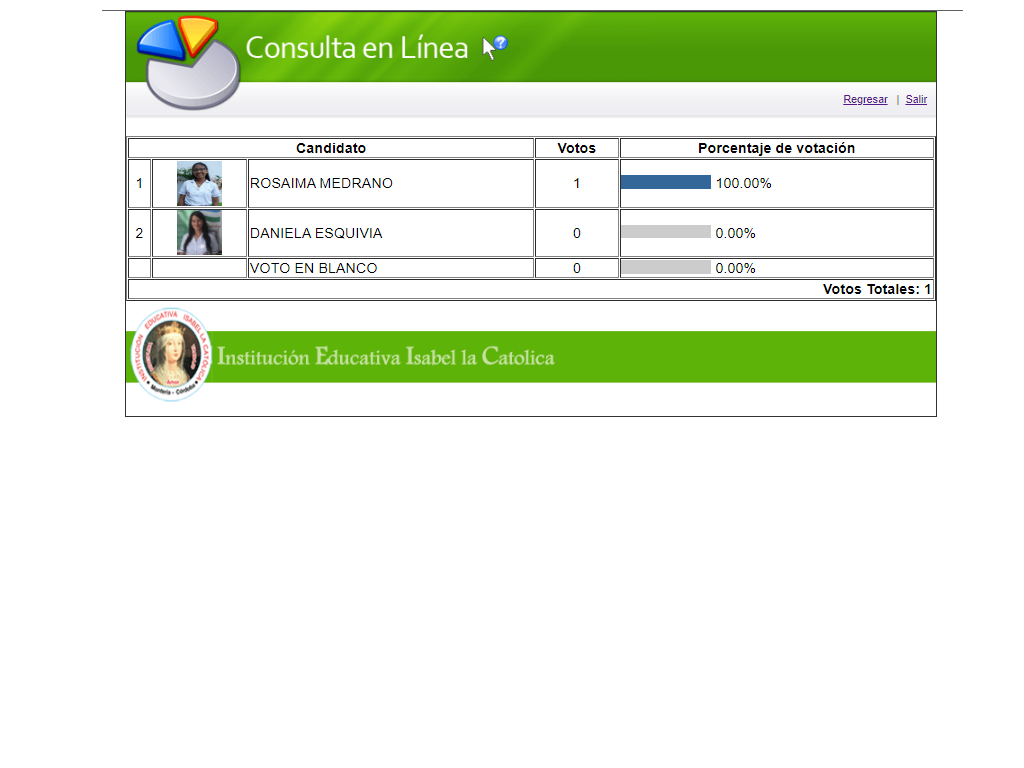 Consulta en Línea
Regresar | Salir
Candidato Votos Porcentaje de votación
1 ROSAIMA MEDRANO 1 100.00%
2 DANIELA ESQUIVIA 0 0.00%
VOTO EN BLANCO 0 0.00%
Votos Totales: 1
INSTITUCIÓN EDUCATIVA ISABEL LA CATOLICA
Amor
Montería - Córdoba
Institución Educativa Isabel la Catolica